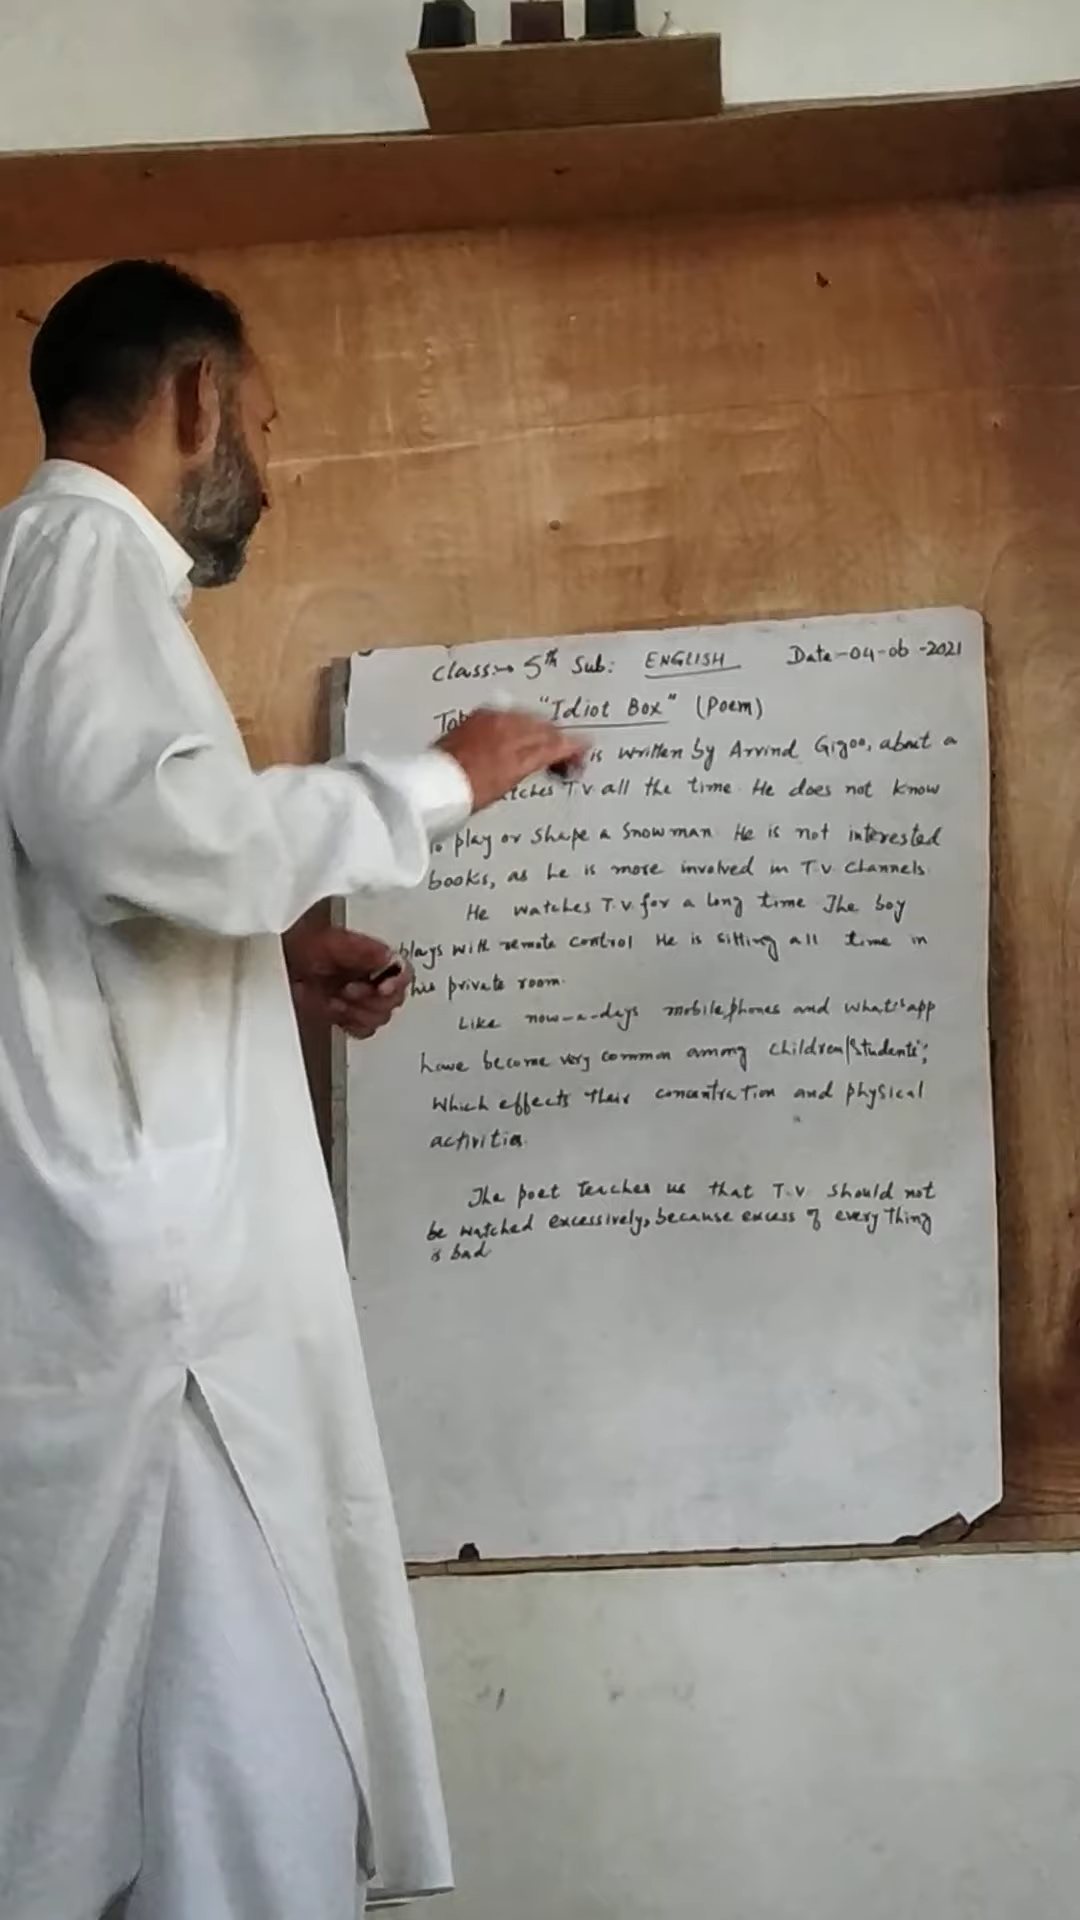 Class:→ 5th Sub: ENGLISH Date-04-06-2021
"Idiot Box" (Poem)
is written by Arvind Gigoo, about a
T.V all the time. He does not know
play or shape a Snowman. He is not interested
books, as he is more involved in T.V channels.
He watches T.V. for a long time. The boy
plays with remote control. He is sitting all time in
his private room.
Like now-a-days mobile phones and whats'app
have become very common among children/students;
which effects their concentration and physical
activities.
The poet teaches us that T.V should not
be watched excessively, because excess of every thing
is bad